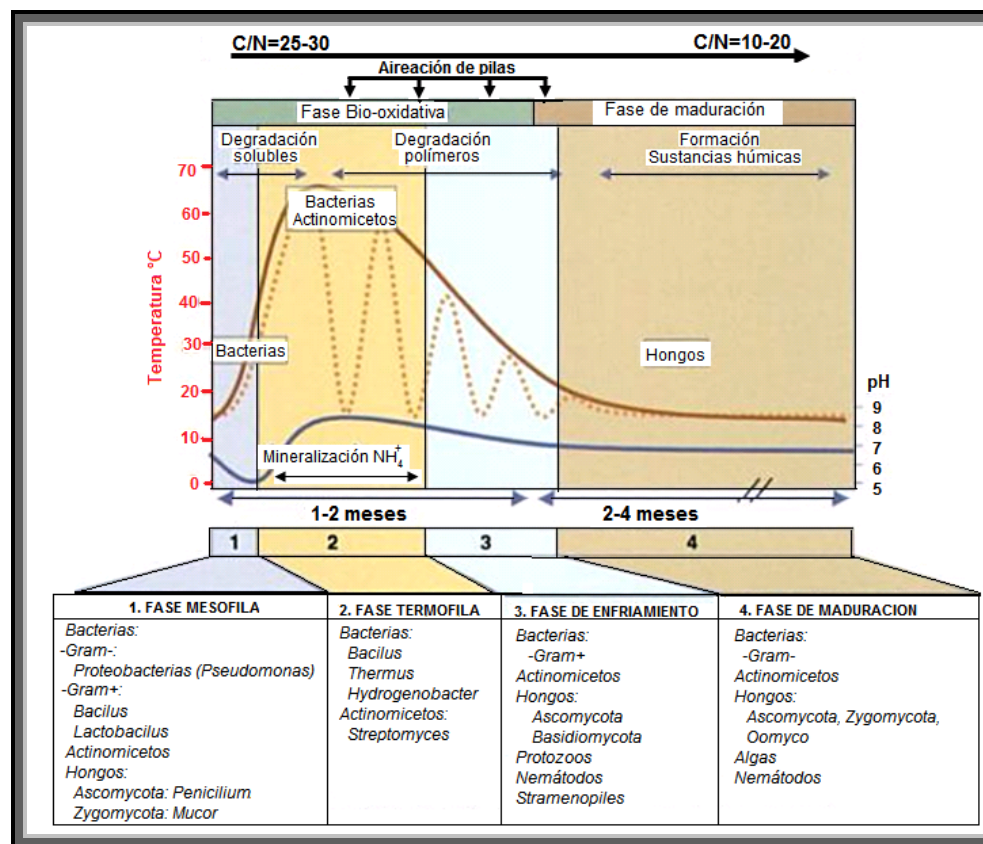 C/N=25-30
C/N=10-20
Aireación de pilas
Fase Bio-oxidativa
Fase de maduración
Degradación
solubles
Degradación
polímeros
Formación
Sustancias húmicas
Temperatura °C
70
60
50
40
30
20
10
0
Bacterias
Actinomicetos
Bacterias
Hongos
pH
9
8
7
6
5
Mineralización NH4+
1-2 meses
2-4 meses
1
2
3
4
1. FASE MESOFILA
Bacterias:
-Gram-:
Proteobacterias (Pseudomonas)
-Gram+:
Bacilus
Lactobacilus
Actinomicetos
Hongos:
Ascomycota: Penicilium
Zygomycota: Mucor
2. FASE TERMOFILA
Bacterias:
Bacilus
Thermus
Hydrogenobacter
Actinomicetos:
Streptomyces
3. FASE DE ENFRIAMIENTO
Bacterias:
-Gram+
Actinomicetos
Hongos:
Ascomycota
Basidiomycota
Protozoos
Nemátodos
Stramenopiles
4. FASE DE MADURACION
Bacterias:
-Gram-
Actinomicetos
Hongos:
Ascomycota, Zygomycota,
Oomyco
Algas
Nemátodos